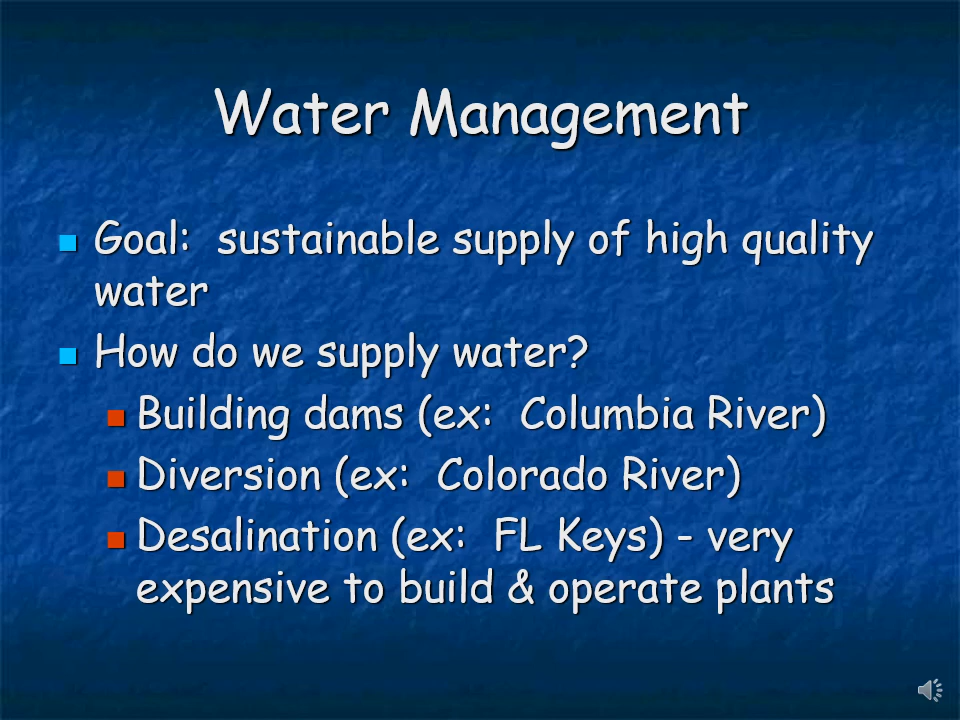 Water Management
Goal:  sustainable supply of high quality
water
How do we supply water?
Building dams (ex:  Columbia River)
Diversion (ex:  Colorado River)
Desalination (ex:  FL Keys) - very
expensive to build & operate plants